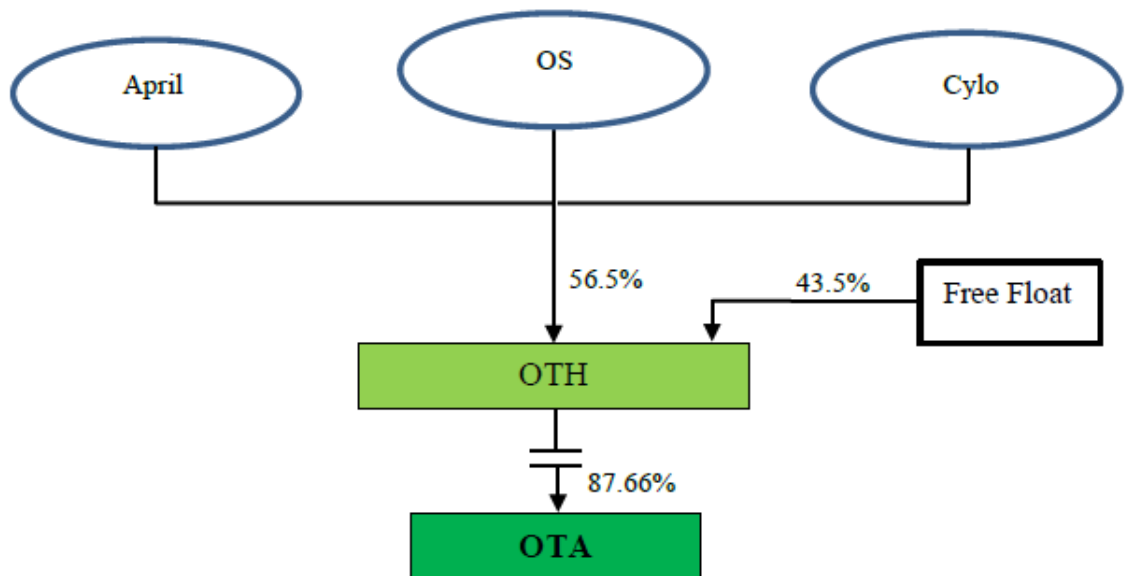 April
OS
Cylo
56.5%
43.5%
Free Float
OTH
87.66%
OTA